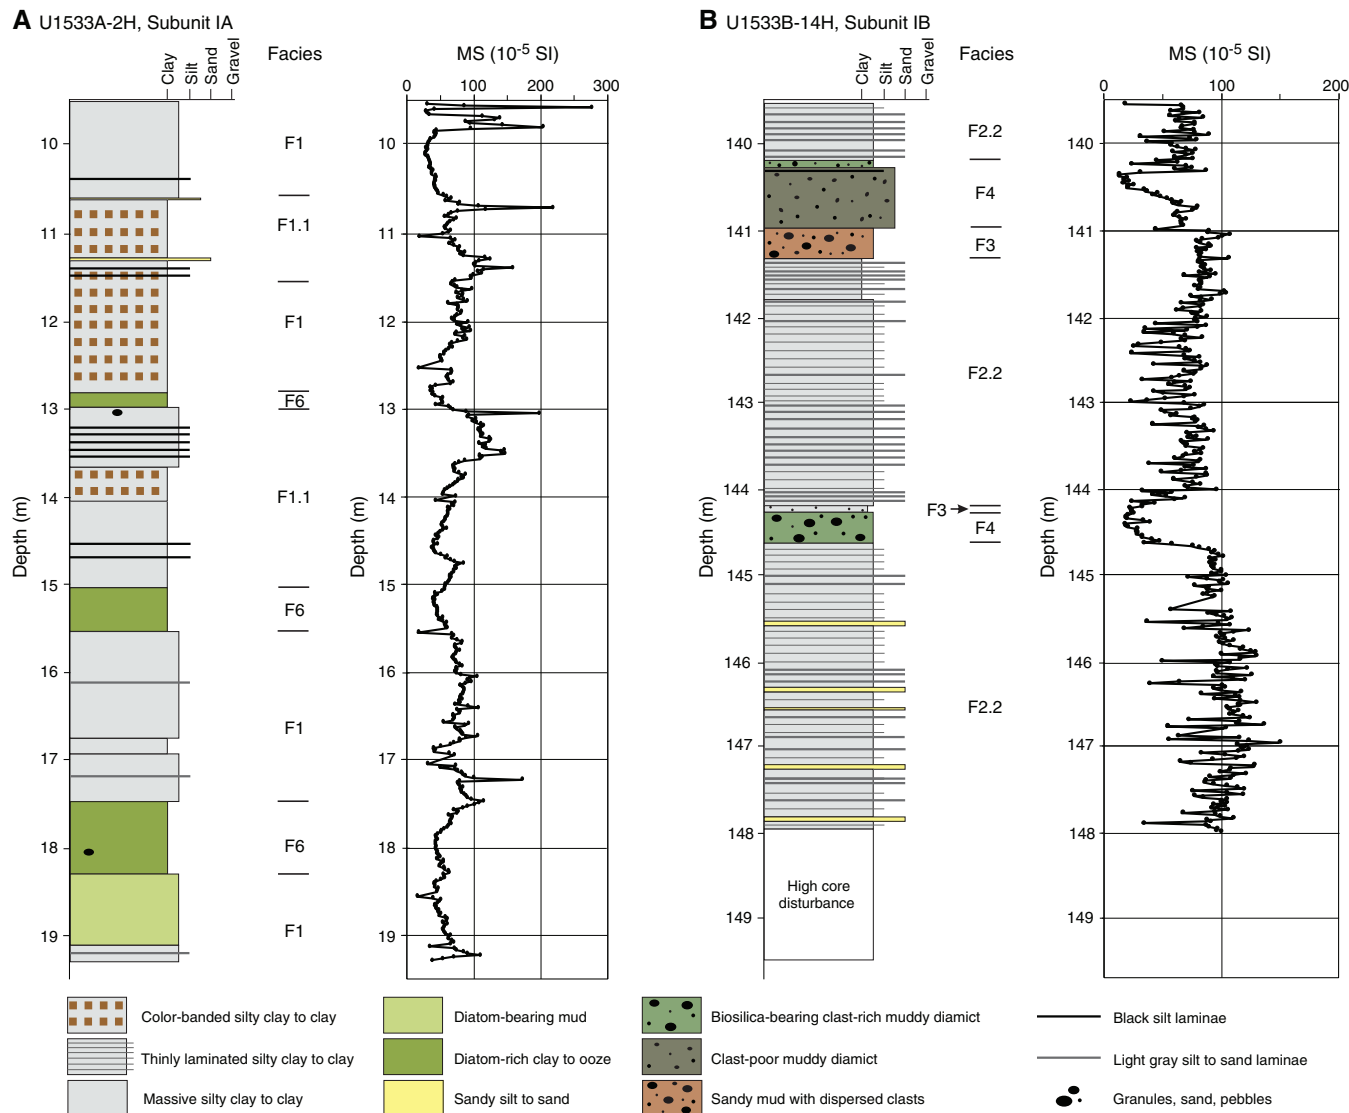 A U1533A-2H, Subunit IA
Clay
Silt
Sand
Gravel
Facies
MS (10-5 SI)
0 100 200 300
10
11
12
13
14
15
16
17
18
19
Depth (m)
F1
F1.1
F1
F6
F1.1
F6
F1
F6
F1
10
11
12
13
14
15
16
17
18
19
Depth (m)
B U1533B-14H, Subunit IB
Clay
Silt
Sand
Gravel
Facies
MS (10-5 SI)
0 100 200
140
141
142
143
144
145
146
147
148
149
Depth (m)
High core
disturbance
F2.2
F4
F3
F2.2
F3
F4
F2.2
140
141
142
143
144
145
146
147
148
149
Depth (m)
Color-banded silty clay to clay
Thinly laminated silty clay to clay
Massive silty clay to clay
Diatom-bearing mud
Diatom-rich clay to ooze
Sandy silt to sand
Biosilica-bearing clast-rich muddy diamict
Clast-poor muddy diamict
Sandy mud with dispersed clasts
Black silt laminae
Light gray silt to sand laminae
Granules, sand, pebbles